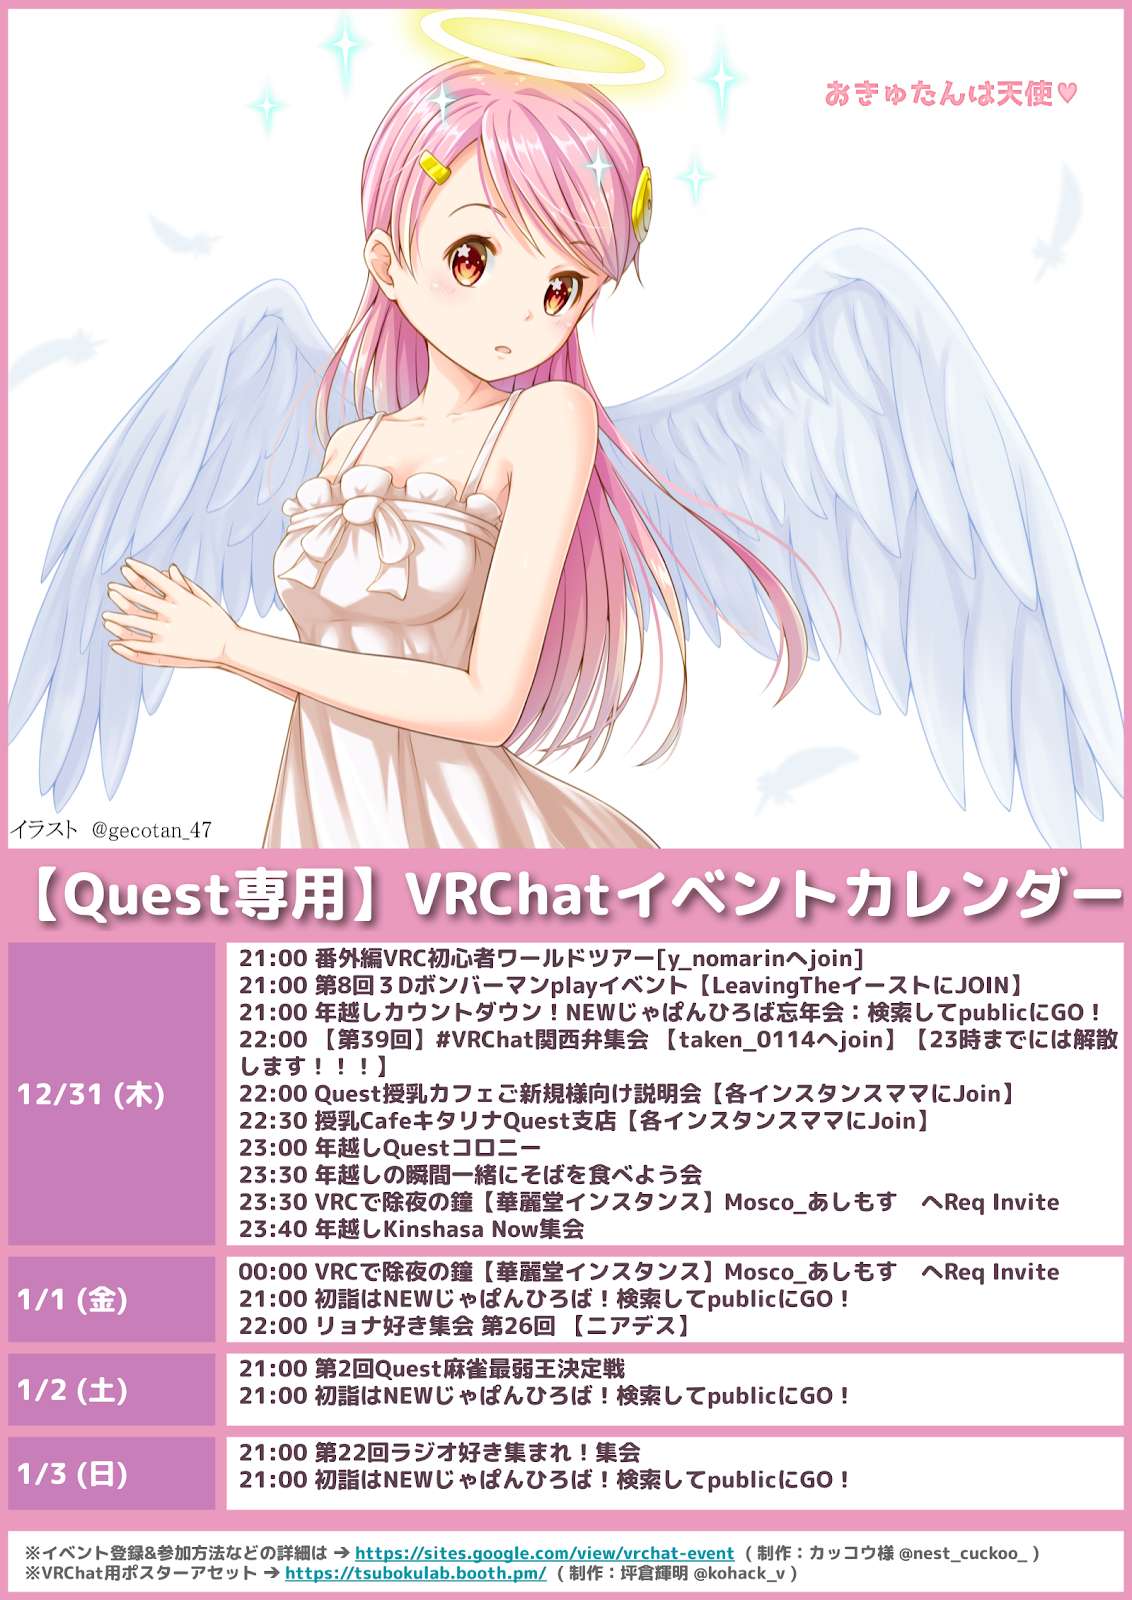 おきゅたんは天使♥
イラスト @gecotan_47
【Quest専用】VRChatイベントカレンダー
12/31 (木)
21:00 番外編VRC初心者ワールドツアー[y_nomarinへjoin]
21:00 第8回３Dボンバーマンplayイベント【LeavingTheイーストにJOIN】
21:00 年越しカウントダウン！NEWじゃぱんひろば忘年会：検索してpublicにGO！
22:00 【第39回】#VRChat関西弁集会 【taken_0114へjoin】【23時までには解散
します！！！】
22:00 Quest授乳カフェご新規様向け説明会【各インスタンスママにJoin】
22:30 授乳CafeキタリナQuest支店【各インスタンスママにJoin】
23:00 年越しQuestコロニー
23:30 年越しの瞬間一緒にそばを食べよう会
23:30 VRCで除夜の鐘【華麗堂インスタンス】Mosco_あしもす　へReq Invite
23:40 年越しKinshasa Now集会
1/1 (金)
00:00 VRCで除夜の鐘【華麗堂インスタンス】Mosco_あしもす　へReq Invite
21:00 初詣はNEWじゃぱんひろば！検索してpublicにGO！
22:00 リョナ好き集会 第26回 【ニアデス】
1/2 (土)
21:00 第2回Quest麻雀最弱王決定戦
21:00 初詣はNEWじゃぱんひろば！検索してpublicにGO！
1/3 (日)
21:00 第22回ラジオ好き集まれ！集会
21:00 初詣はNEWじゃぱんひろば！検索してpublicにGO！
※イベント登録&参加方法などの詳細は → https://sites.google.com/view/vrchat-event （ 制作：カッコウ様 @nest_cuckoo_ ）
※VRChat用ポスターアセット → https://tsubokulab.booth.pm/ （ 制作：坪倉輝明 @kohack_v ）